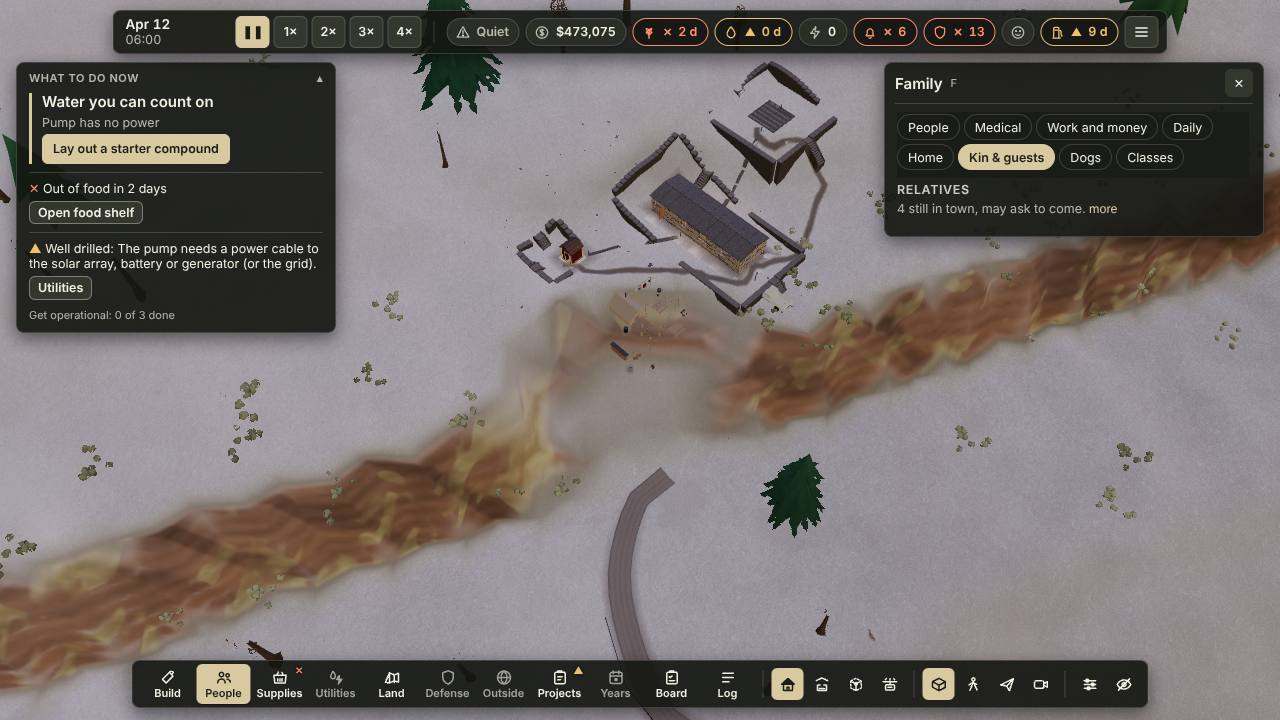 Apr 12
06:00
1×
2×
3×
4×
Quiet
$473,075
× 2 d
0 d
0
× 6
× 13
9 d
WHAT TO DO NOW
Water you can count on
Pump has no power
Lay out a starter compound
× Out of food in 2 days
Open food shelf
Well drilled: The pump needs a power cable to
the solar array, battery or generator (or the grid).
Utilities
Get operational: 0 of 3 done
Family F
×
People
Medical
Work and money
Daily
Home
Kin & guests
Dogs
Classes
RELATIVES
4 still in town, may ask to come. more
Build
People
Supplies
Utilities
Land
Defense
Outside
Projects
Years
Board
Log